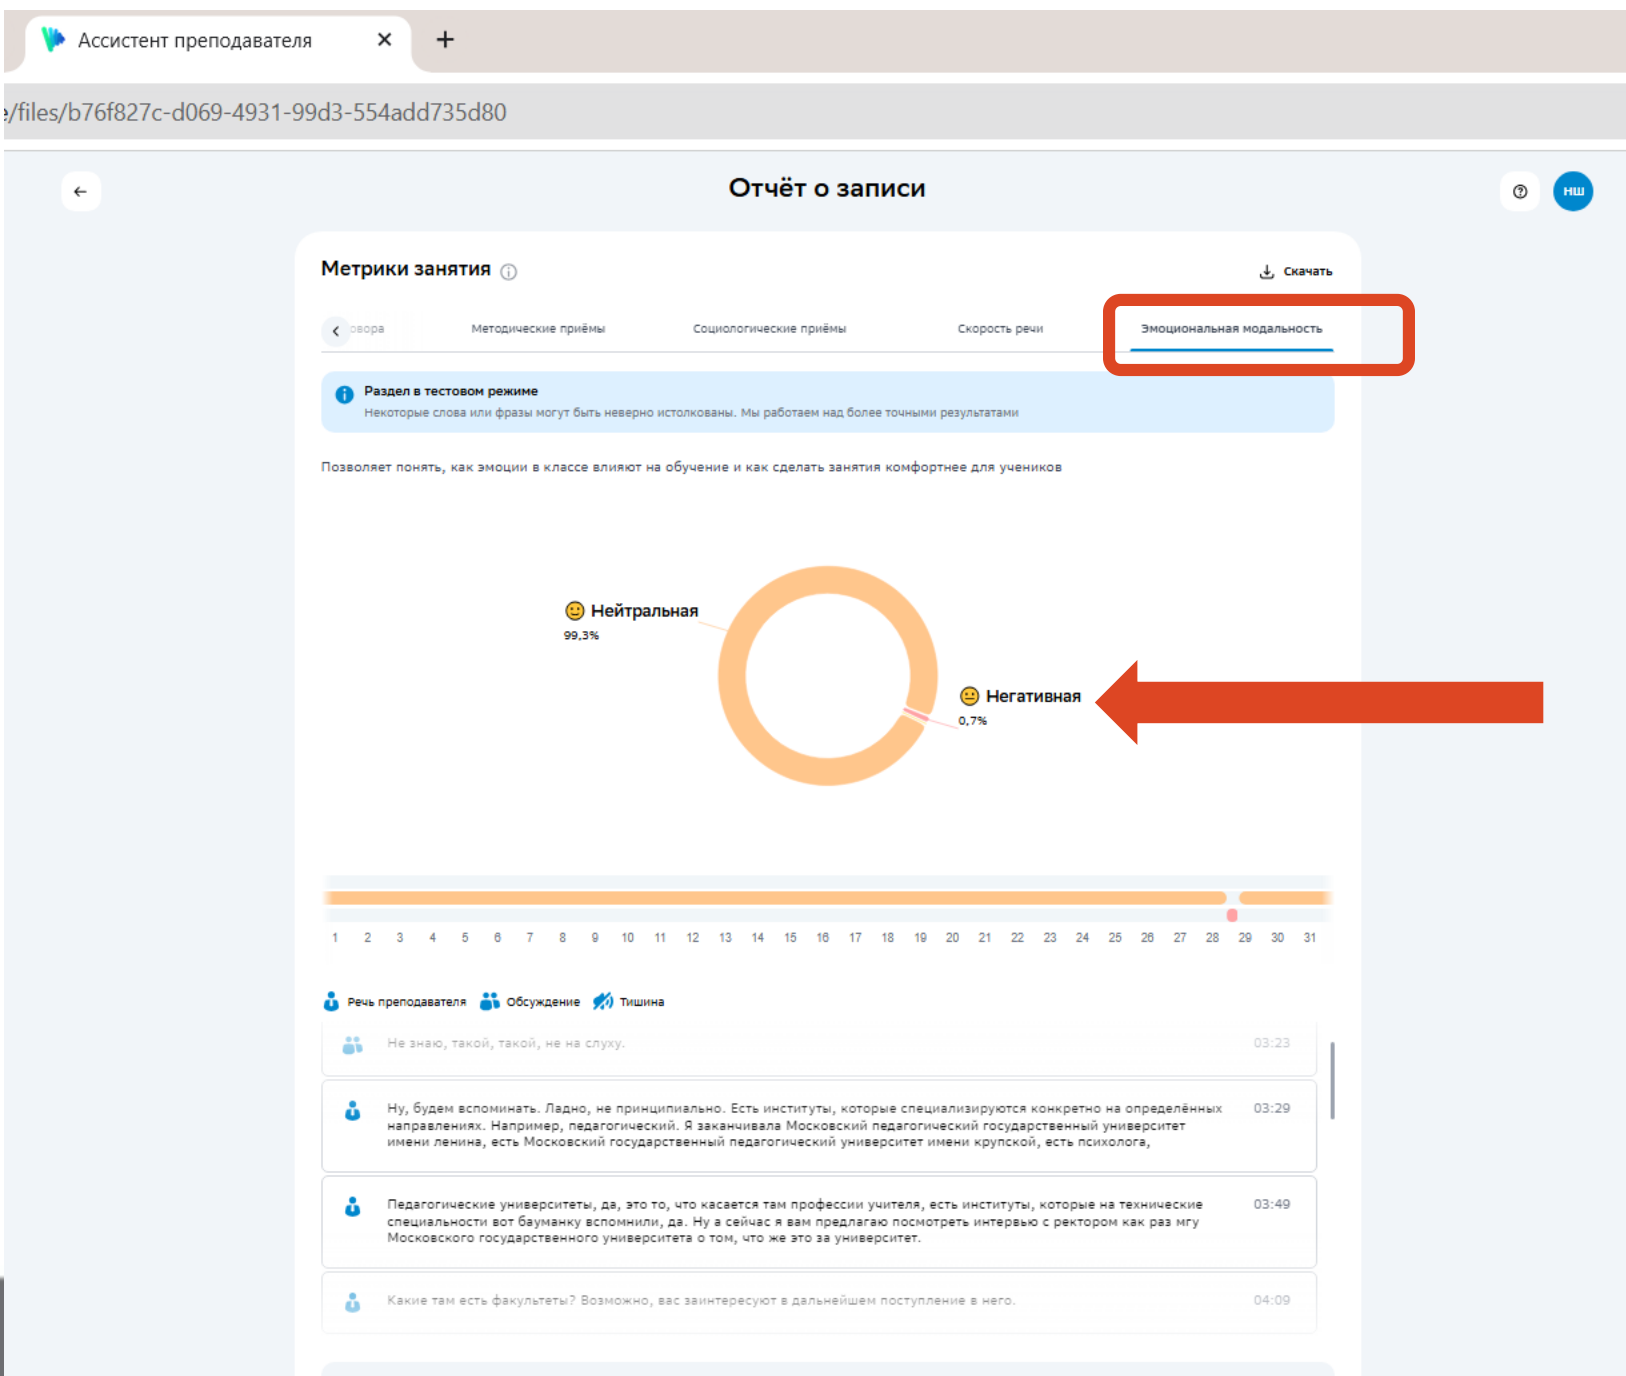 Ассистент преподавателя
/files/b76f827c-d069-4931-99d3-554add735d80
Отчёт о записи
НШ
Метрики занятия
Скачать
овора
Методические приёмы
Социологические приёмы
Скорость речи
Эмоциональная модальность
Раздел в тестовом режиме
Некоторые слова или фразы могут быть неверно истолкованы. Мы работаем над более точными результатами
Позволяет понять, как эмоции в классе влияют на обучение и как сделать занятия комфортнее для учеников
Нейтральная
99,3%
Негативная
0,7%
1 2 3 4 5 6 7 8 9 10 11 12 13 14 15 16 17 18 19 20 21 22 23 24 25 26 27 28 29 30 31
Речь преподавателя Обсуждение Тишина
Не знаю, такой, такой, не на слуху. 03:23
Ну, будем вспоминать. Ладно, не принципиально. Есть институты, которые специализируются конкретно на определённых 03:29
направлениях. Например, педагогический. Я заканчивала Московский педагогический государственный университет
имени ленина, есть Московский государственный педагогический университет имени крупской, есть психолога,
Педагогические университеты, да, это то, что касается там профессии учителя, есть институты, которые на технические 03:49
специальности вот бауманку вспомнили, да. Ну а сейчас я вам предлагаю посмотреть интервью с ректором как раз мгу
Московского государственного университета о том, что же это за университет.
Какие там есть факультеты? Возможно, вас заинтересуют в дальнейшем поступление в него. 04:09